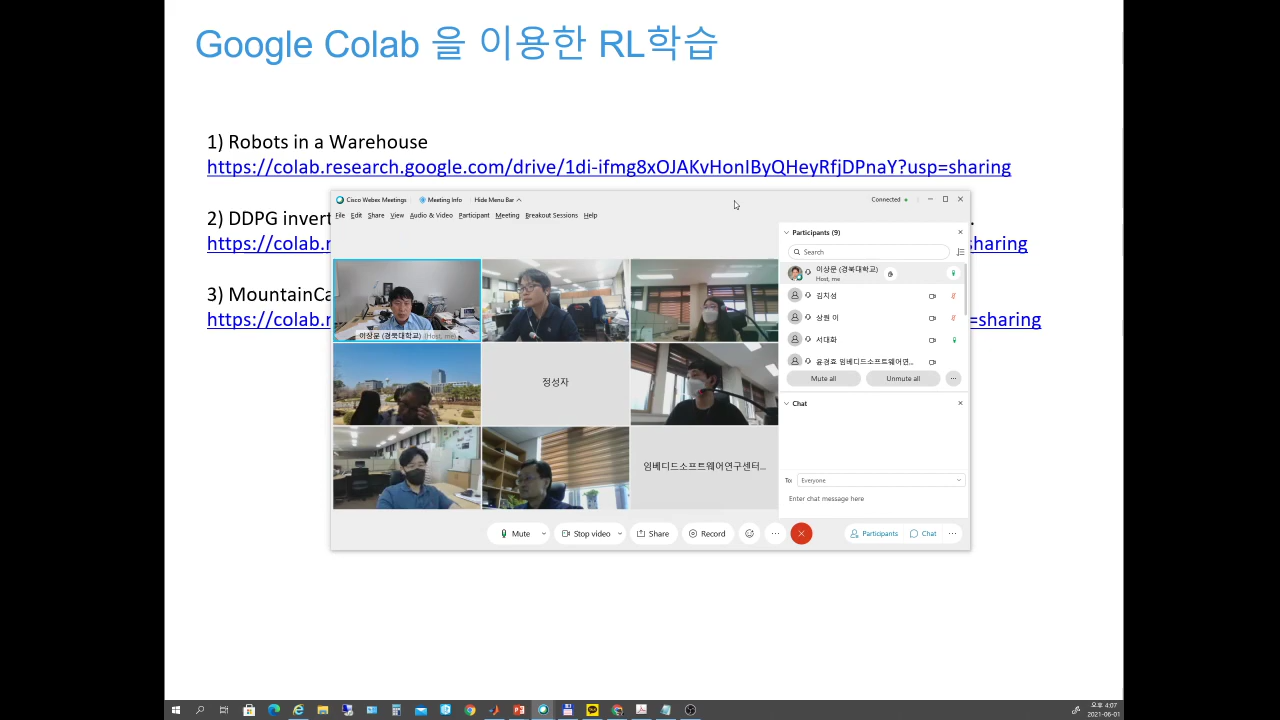 Google Colab 을 이용한 RL학습
1) Robots in a Warehouse
https://colab.research.google.com/drive/1di-ifmg8xOJAKvHonIByQHeyRfjDPnaY?usp=sharing
2) DDPG invert
https://colab.r
sharing
3) MountainCa
https://colab.r
=sharing
Cisco Webex Meetings
Meeting Info
Hide Menu Bar
Connected
File Edit Share View Audio & Video Participant Meeting Breakout Sessions Help
Participants (9)
Search
이상문 (경북대학교)
Host, me
김치성
상원 이
서대화
윤경효 임베디드소프트웨어연...
Mute all
Unmute all
이상문 (경북대학교) (Host, me)
정성자
임베디드소프트웨어연구센터...
Chat
To: Everyone
Enter chat message here
Mute
Stop video
Share
Record
Participants
Chat
오후 4:07
2021-06-01